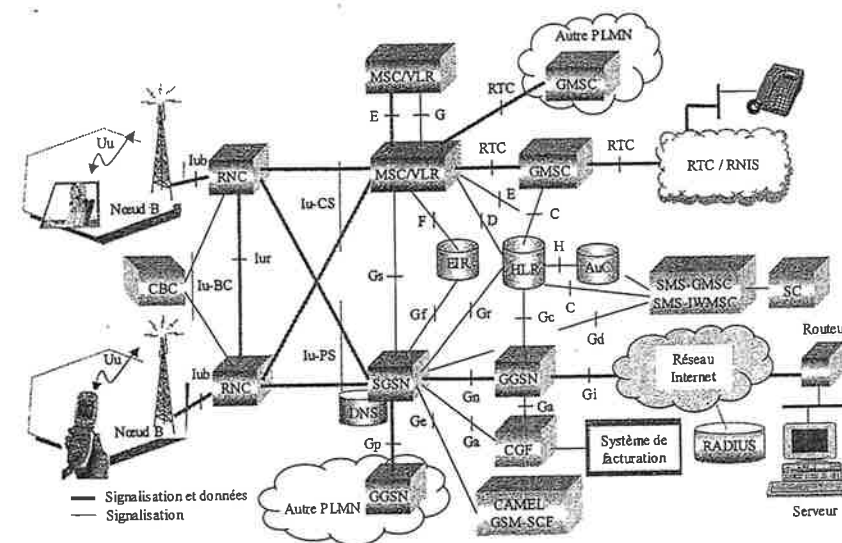 Autre PLMN
MSC/VLR
GMSC
RTC
E
G
Uu
Iub
RNC
MSC/VLR
RTC
GMSC
RTC
RTC / RNIS
Nœud B
Iu-CS
E
F
D
C
Iur
EIR
HLR
H
AuC
CBC
Iu-BC
Gs
SMS-GMSC
SMS-IWMSC
SC
C
Gf
Gr
Gc
Gd
Uu
Iu-PS
Routeur
Iub
RNC
SGSN
GGSN
Réseau
Internet
Gn
Gi
DNS
Ga
Nœud B
Ge
Ga
CGF
Système de
facturation
RADIUS
Gp
Signalisation et données
Signalisation
Autre PLMN
GGSN
CAMEL
GSM-SCF
Serveur